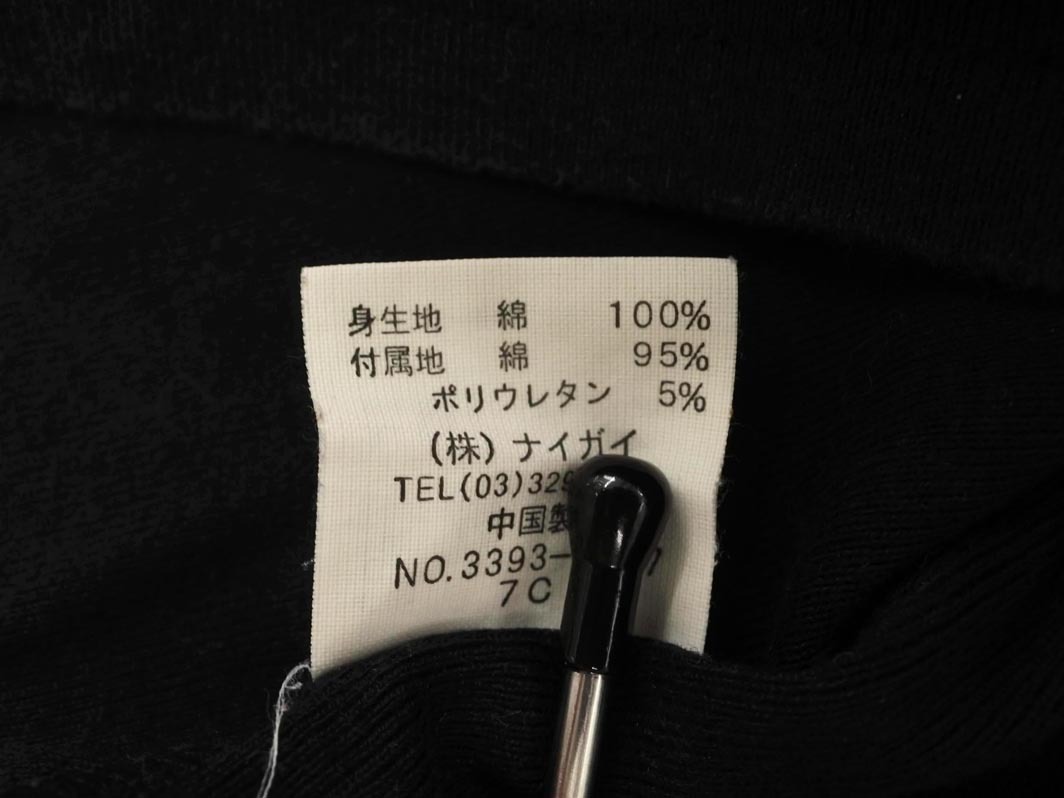 身生地 綿 100%
付属地 綿 95%
ポリウレタン 5%
(株)ナイガイ
TEL(03)329
中国製
NO.3393-
7C